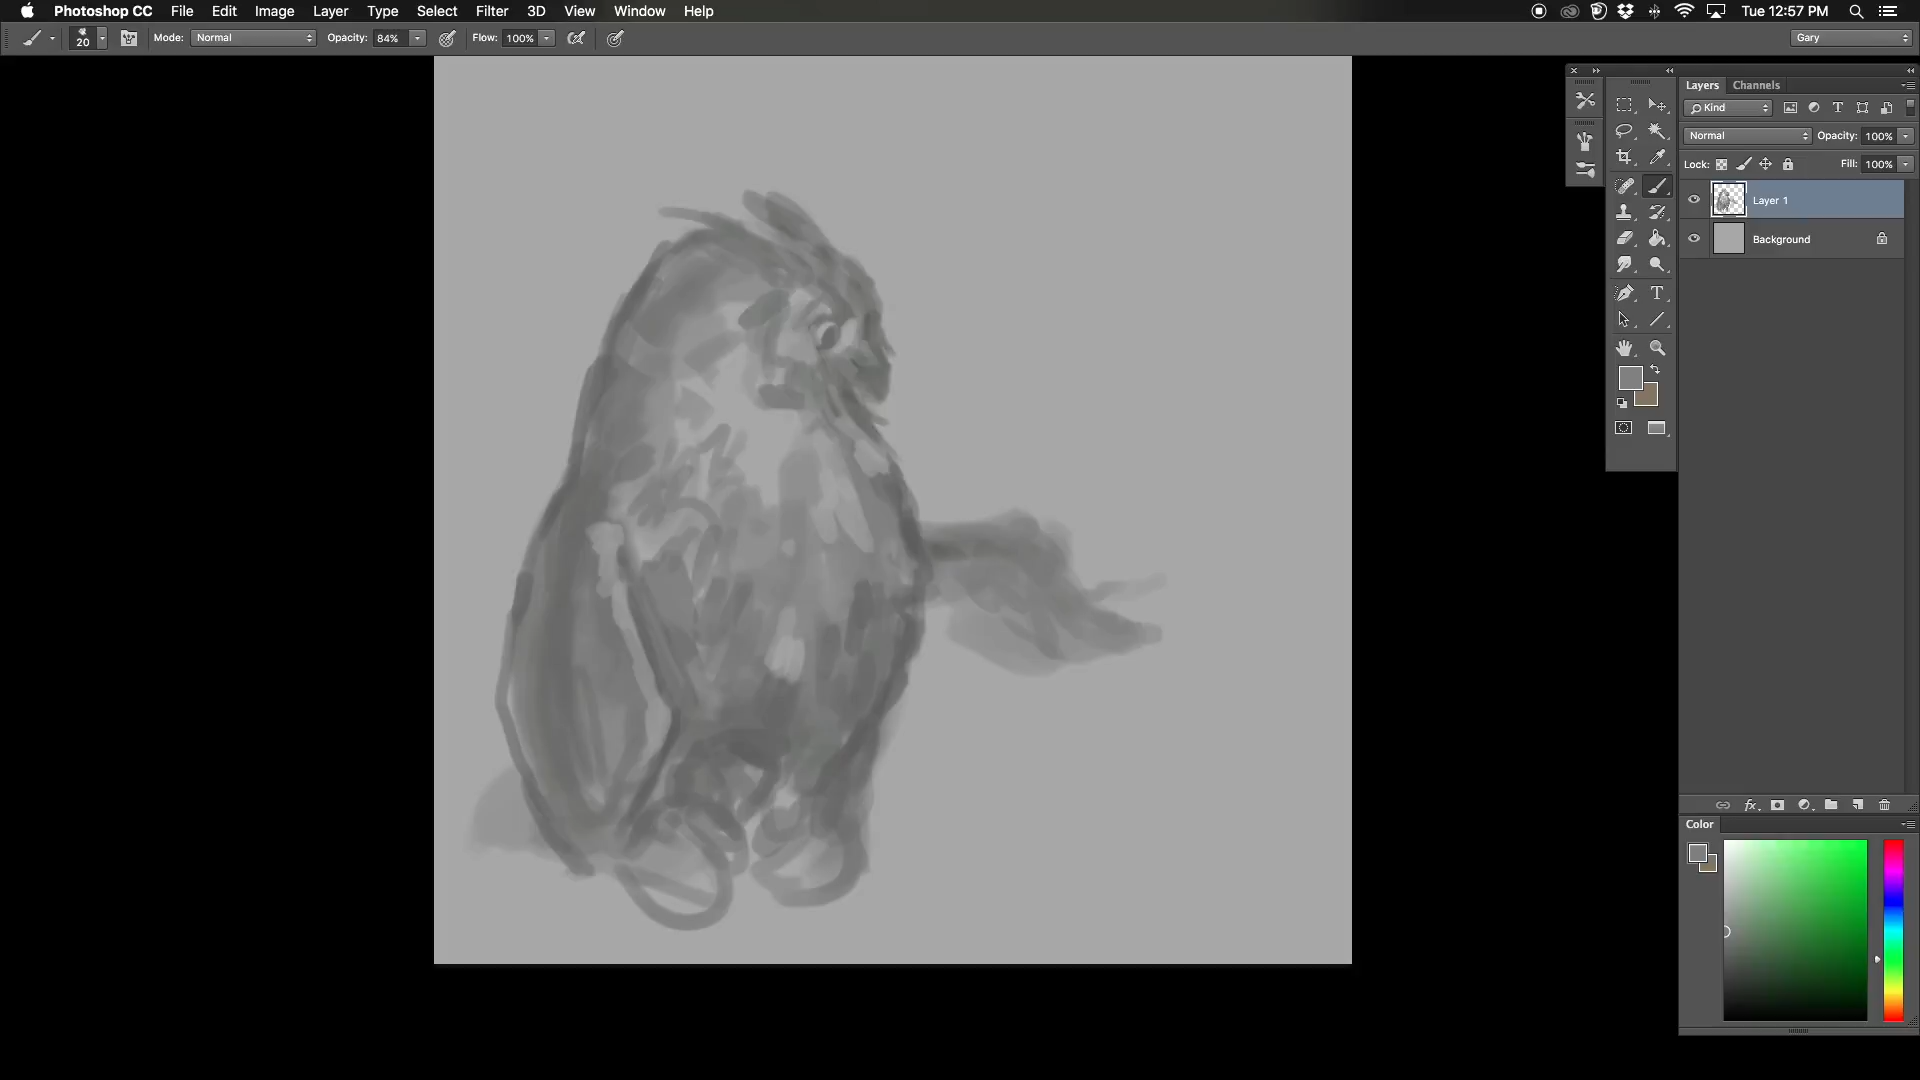 Photoshop CC File Edit Image Layer Type Select Filter 3D View Window Help Tue 12:57 PM
20 Mode: Normal Opacity: 84% Flow: 100% Gary
Layers Channels
Kind T
Normal Opacity: 100%
Lock: Fill: 100%
Layer 1
Background
T
fx
Color